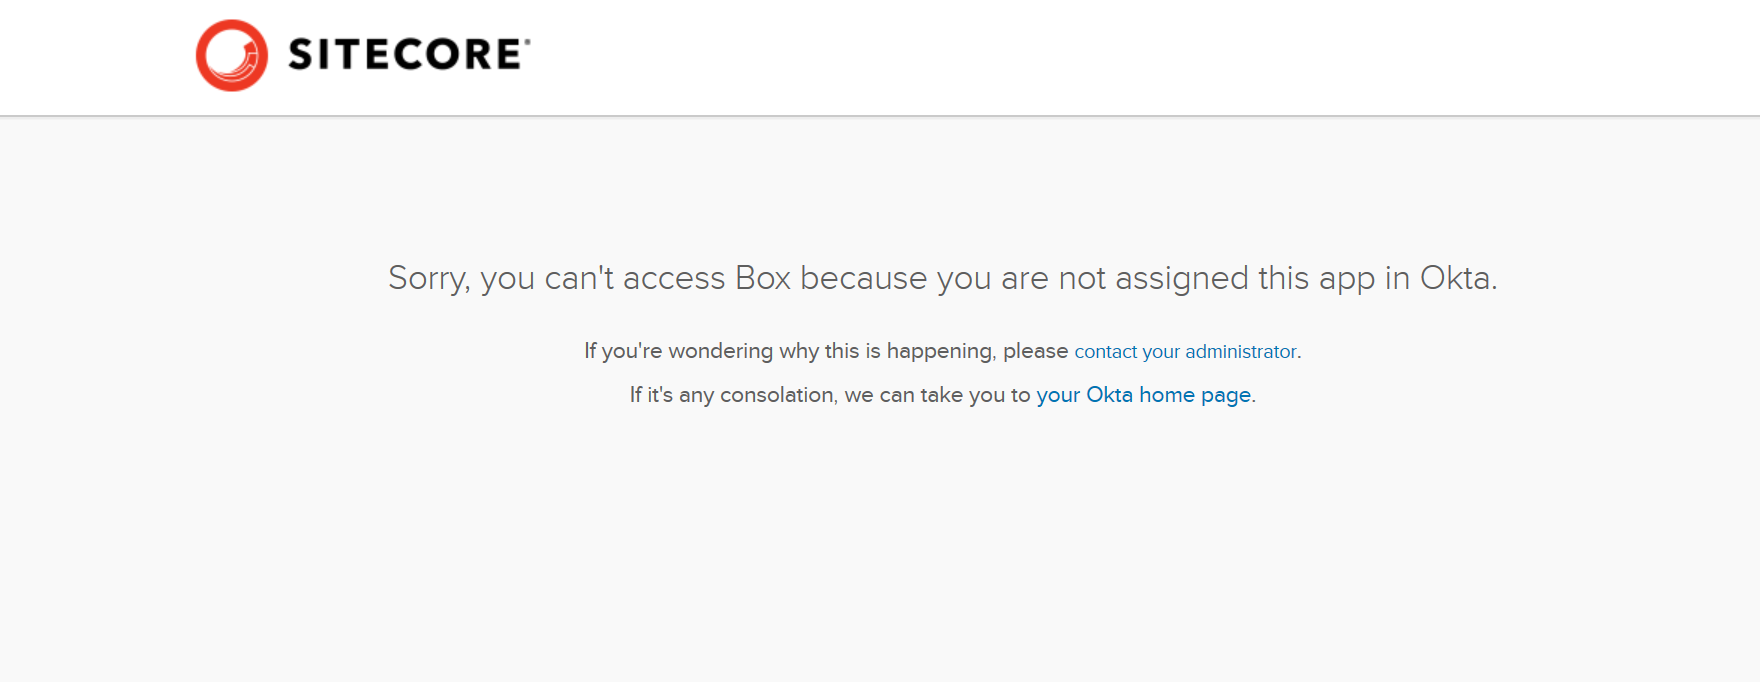 SITECORE
Sorry, you can't access Box because you are not assigned this app in Okta.
If you're wondering why this is happening, please contact your administrator.
If it's any consolation, we can take you to your Okta home page.